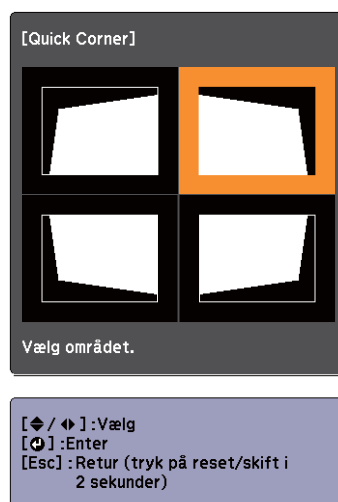 [Quick Corner]
Vælg området.
[ / ] :Vælg
[ ] :Enter
[Esc] :Retur (tryk på reset/skift i
2 sekunder)